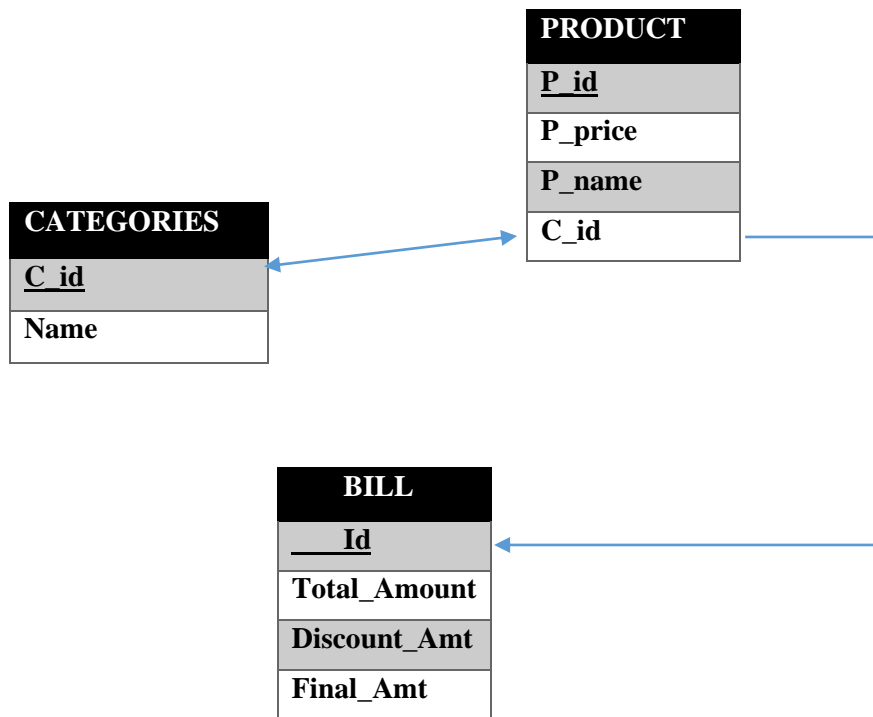 PRODUCT
P_id
P_price
P_name
C_id
CATEGORIES
C_id
Name
BILL
Id
Total_Amount
Discount_Amt
Final_Amt